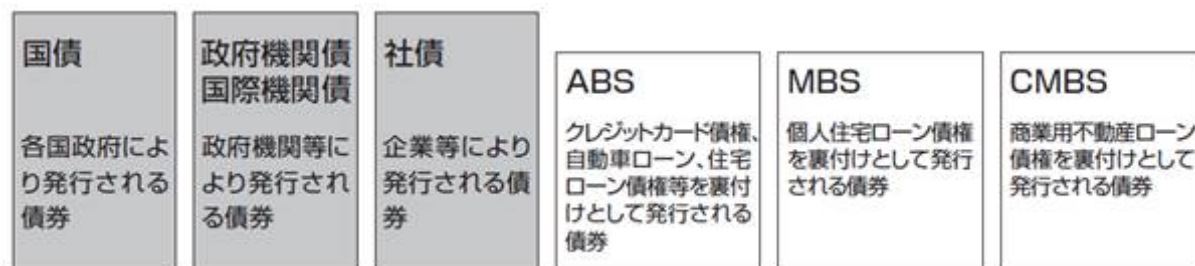 国債
各国政府によ
り発行される
債券
政府機関債
国際機関債
政府機関等に
より発行され
る債券
社債
企業等により
発行される債
券
ABS
クレジットカード債権、
自動車ローン、住宅
ローン債権等を裏付
けとして発行される
債券
MBS
個人住宅ローン債権
を裏付けとして発行
される債券
CMBS
商業用不動産ローン
債権を裏付けとして
発行される債券